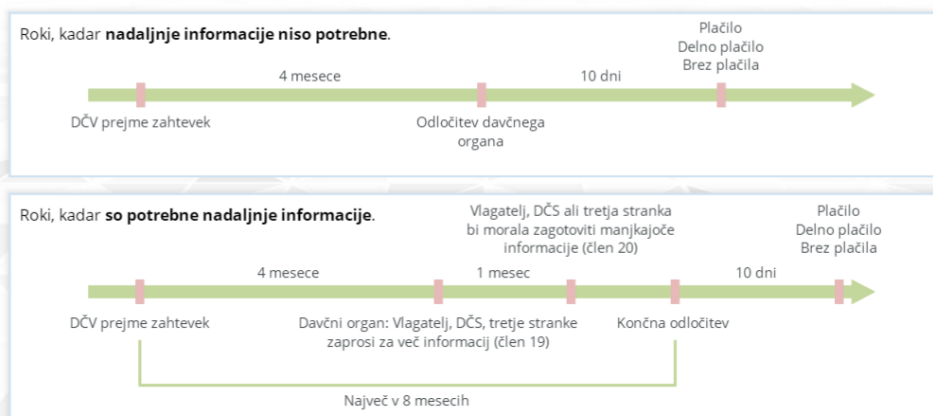 Roki, kadar nadaljnje informacije niso potrebne.
Plačilo
Delno plačilo
Brez plačila
4 mesece
10 dni
DČV prejme zahtevek
Odločitev davčnega
organa
Roki, kadar so potrebne nadaljnje informacije.
Vlagatelj, DČS ali tretja stranka
bi morala zagotoviti manjkajoče
informacije (člen 20)
Plačilo
Delno plačilo
Brez plačila
4 mesece
1 mesec
10 dni
DČV prejme zahtevek
Davčni organ: Vlagatelj, DČS, tretje stranke
zaprosi za več informacij (člen 19)
Končna odločitev
Največ v 8 mesecih